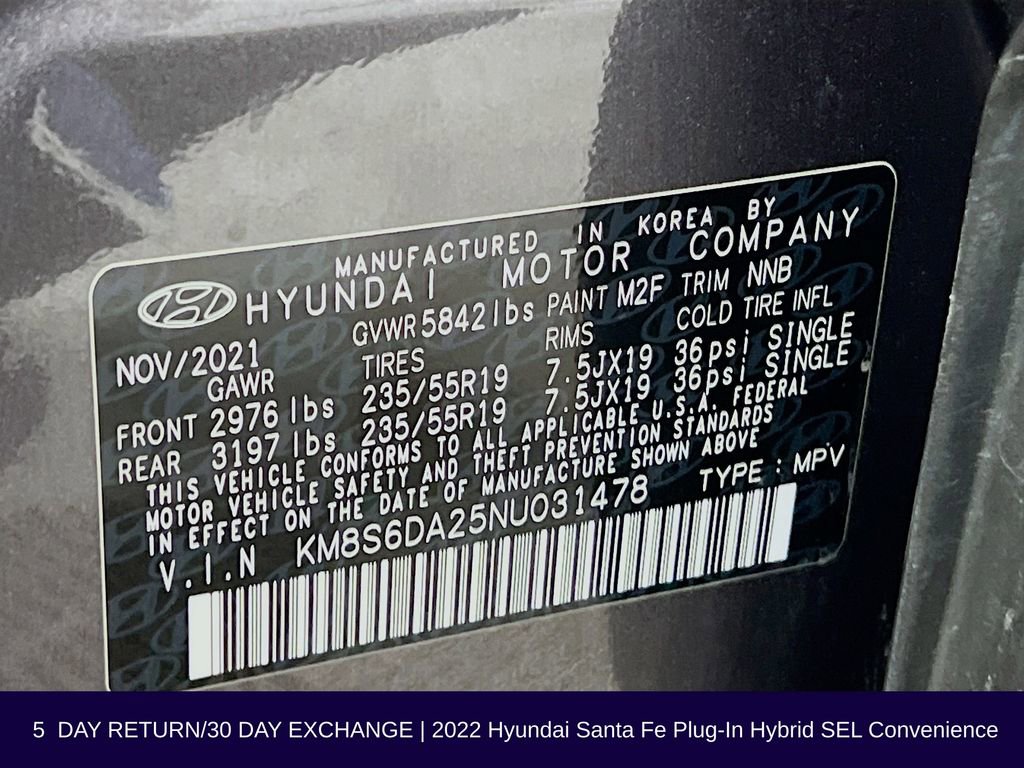 MANUFACTURED IN KOREA BY
HYUNDAI MOTOR COMPANY
NOV/2021 GVWR 5842 lbs PAINT M2F TRIM NNB
GAWR TIRES RIMS COLD TIRE INFL
FRONT 2976 lbs 235/55R19 7.5JX19 36psi SINGLE
REAR 3197 lbs 235/55R19 7.5JX19 36psi SINGLE
THIS VEHICLE CONFORMS TO ALL APPLICABLE U.S.A. FEDERAL
MOTOR VEHICLE SAFETY AND THEFT PREVENTION STANDARDS
IN EFFECT ON THE DATE OF MANUFACTURE SHOWN ABOVE
V.I.N KM8S6DA25NU031478 TYPE : MPV
5 DAY RETURN/30 DAY EXCHANGE | 2022 Hyundai Santa Fe Plug-In Hybrid SEL Convenience